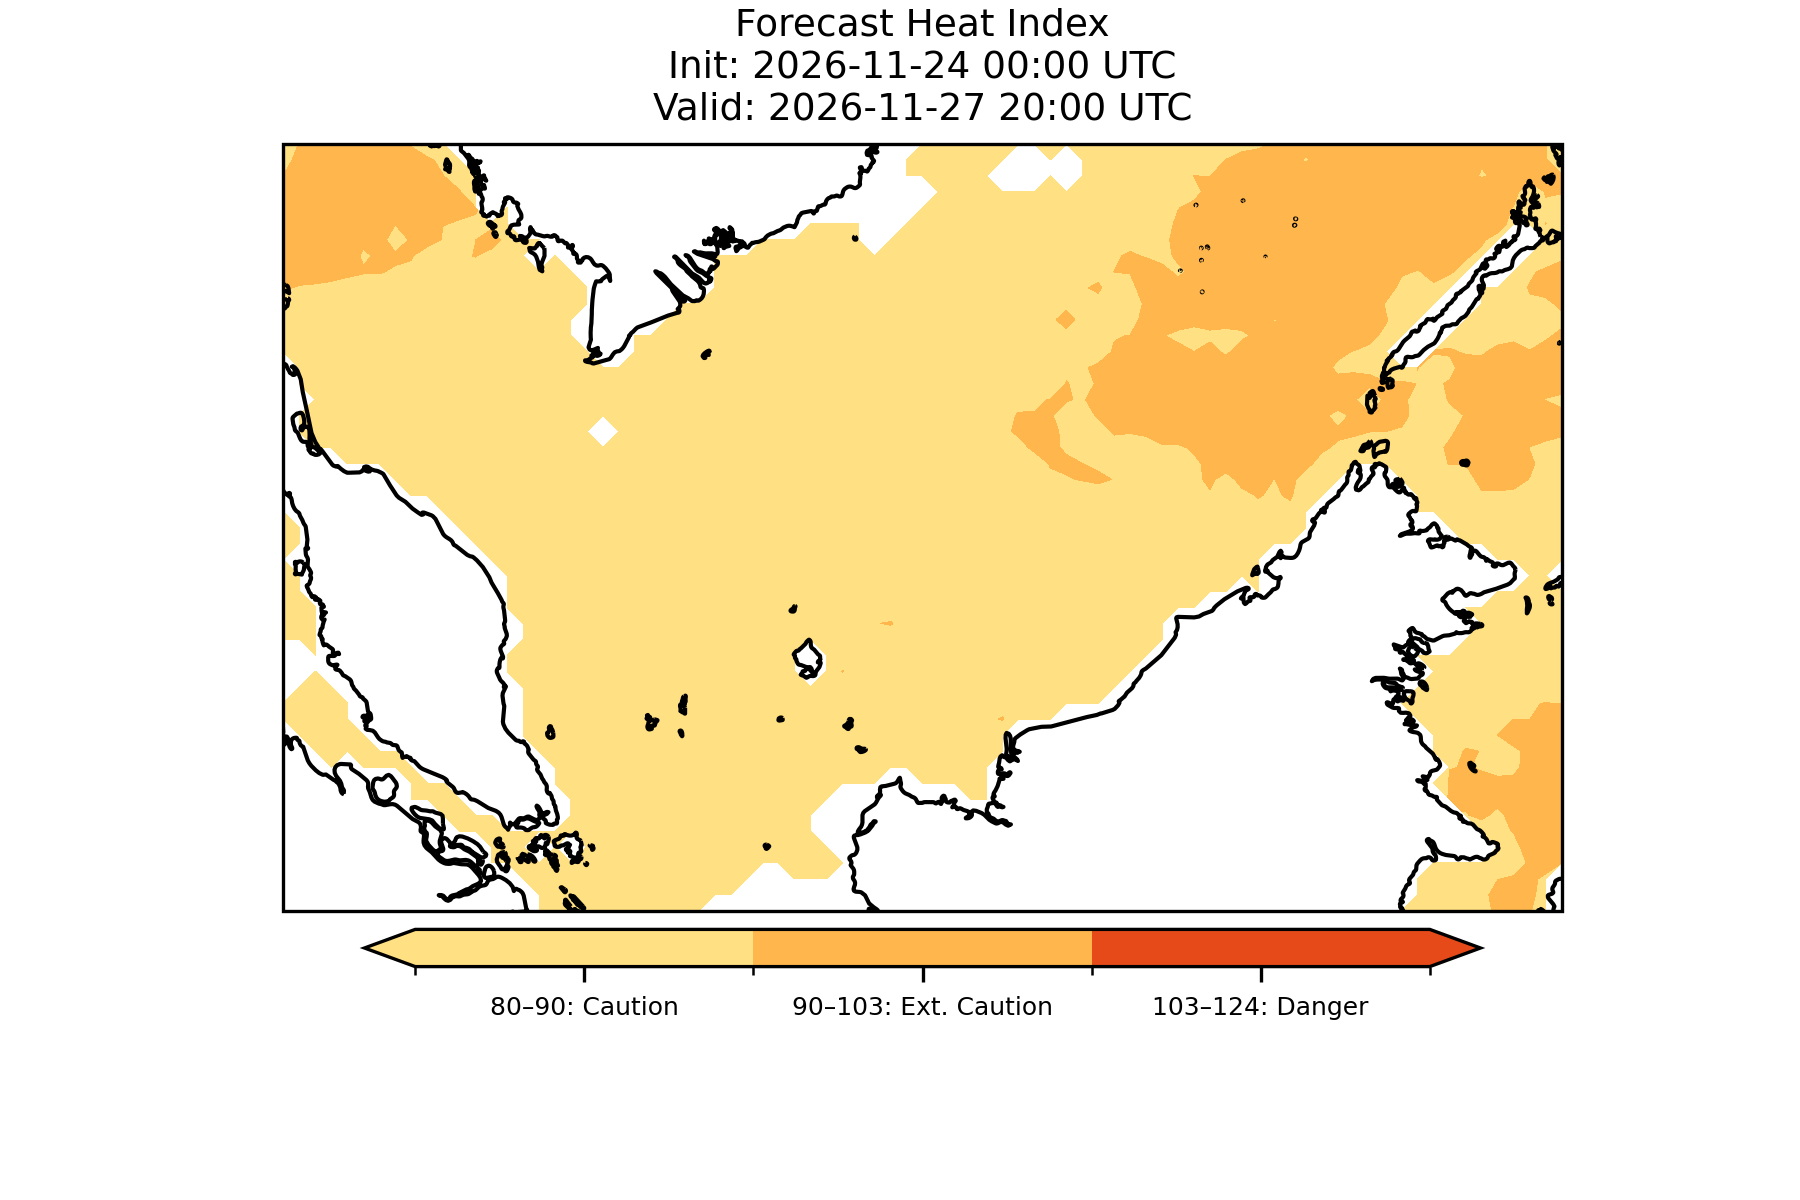 Forecast Heat Index
Init: 2026-11-24 00:00 UTC
Valid: 2026-11-27 20:00 UTC
80–90: Caution
90–103: Ext. Caution
103–124: Danger